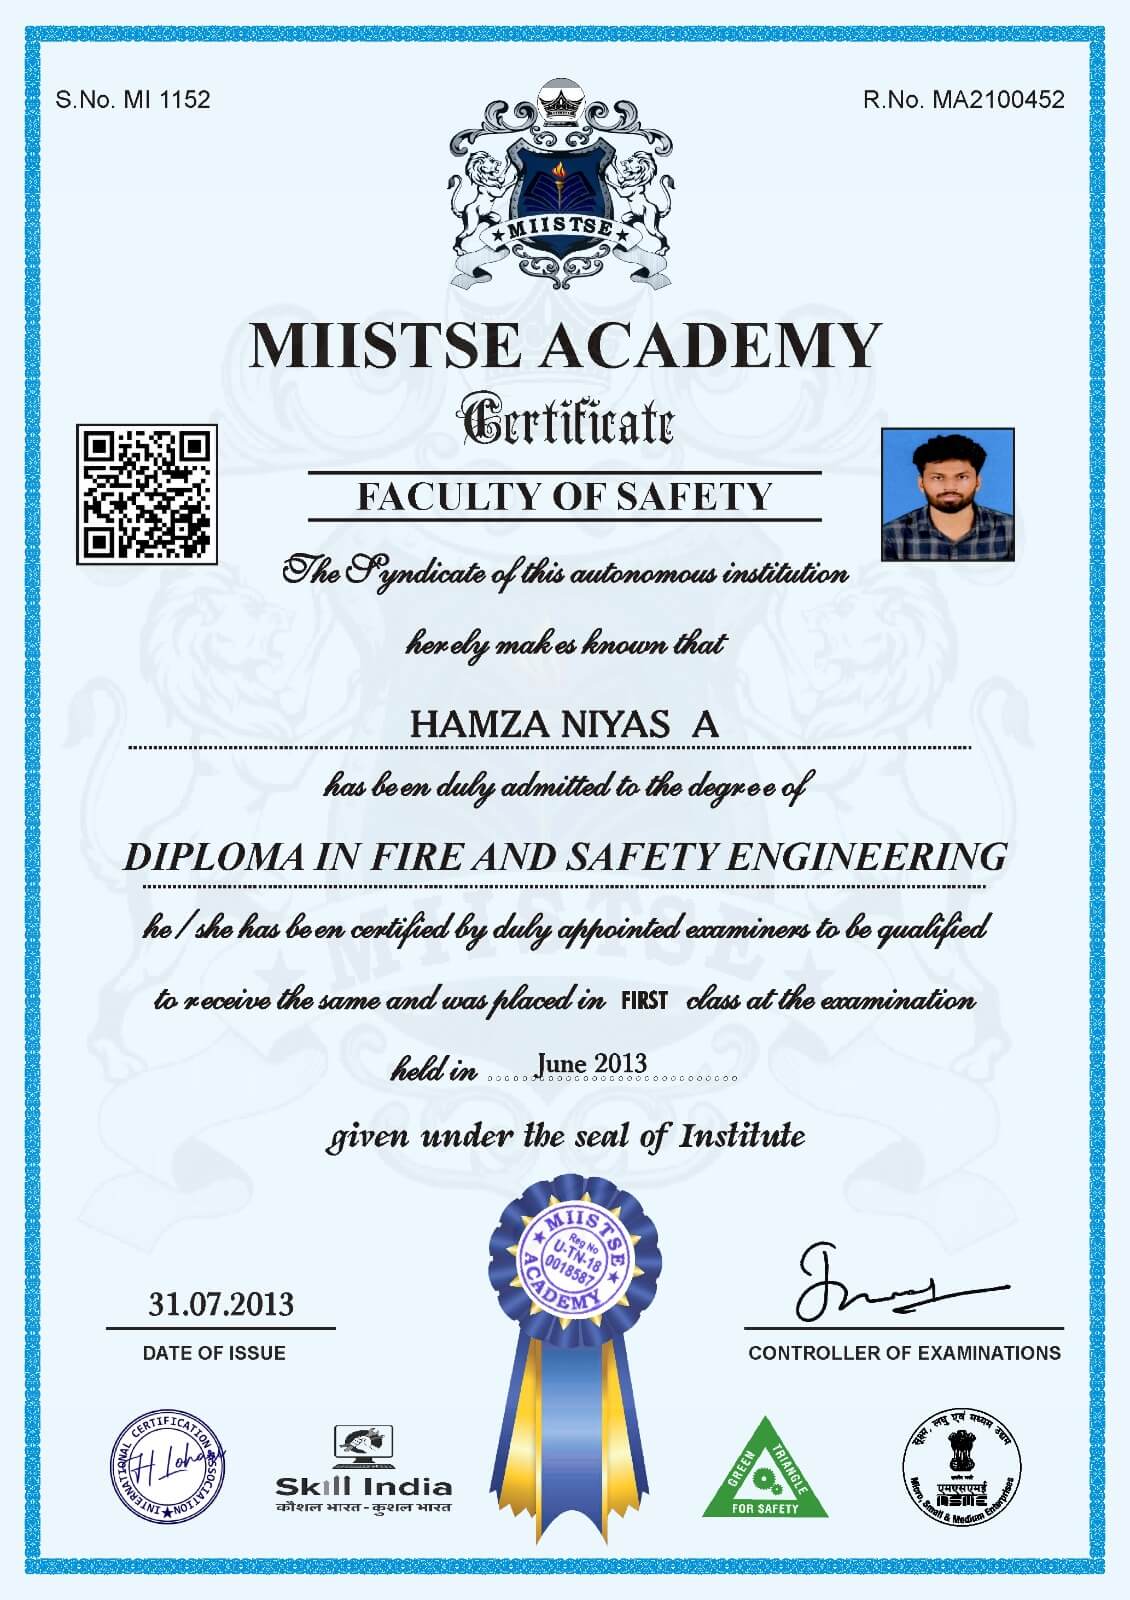 S.No. MI 1152
R.No. MA2100452
★ MIISTSE ★
MIISTSE ACADEMY
Certificate
FACULTY OF SAFETY
The Syndicate of this autonomous institution
herely makes known that
HAMZA NIYAS A
has been duly admitted to the degree of
DIPLOMA IN FIRE AND SAFETY ENGINEERING
he / she has been certified by duly appointed examiners to be qualified
to receive the same and was placed in FIRST class at the examination
held in June 2013
given under the seal of Institute
★ MIISTSE ★
Reg No
U-TN-18
0018587
ACADEMY
31.07.2013
DATE OF ISSUE
CONTROLLER OF EXAMINATIONS
INTERNATIONAL CERTIFICATION ASSOCIATION
Skill India
कौशल भारत - कुशल भारत
GREEN TRIANGLE
FOR SAFETY
सूक्ष्म, लघु एवं मध्यम उद्यम
एमएसएमई
MSME
Micro, Small & Medium Enterprises
MIISTSE